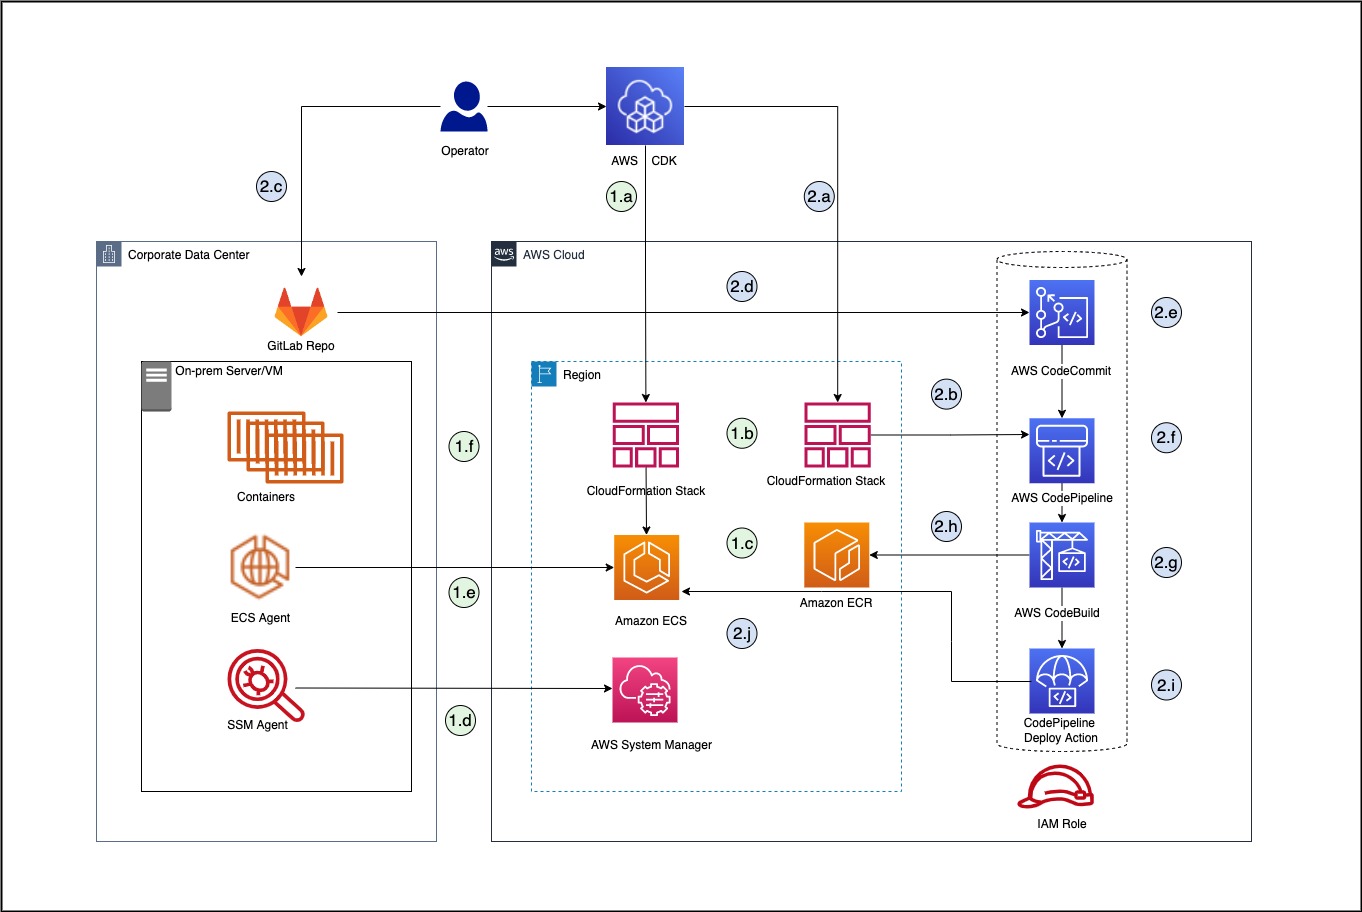 Operator
AWS CDK
2.c
1.a
2.a
Corporate Data Center
aws
AWS Cloud
2.d
2.e
GitLab Repo
On-prem Server/VM
Region
AWS CodeCommit
2.b
1.f
1.b
2.f
Containers
CloudFormation Stack
CloudFormation Stack
AWS CodePipeline
2.h
1.c
2.g
1.e
ECS Agent
Amazon ECS
Amazon ECR
AWS CodeBuild
2.j
2.i
SSM Agent
1.d
AWS System Manager
CodePipeline
Deploy Action
IAM Role